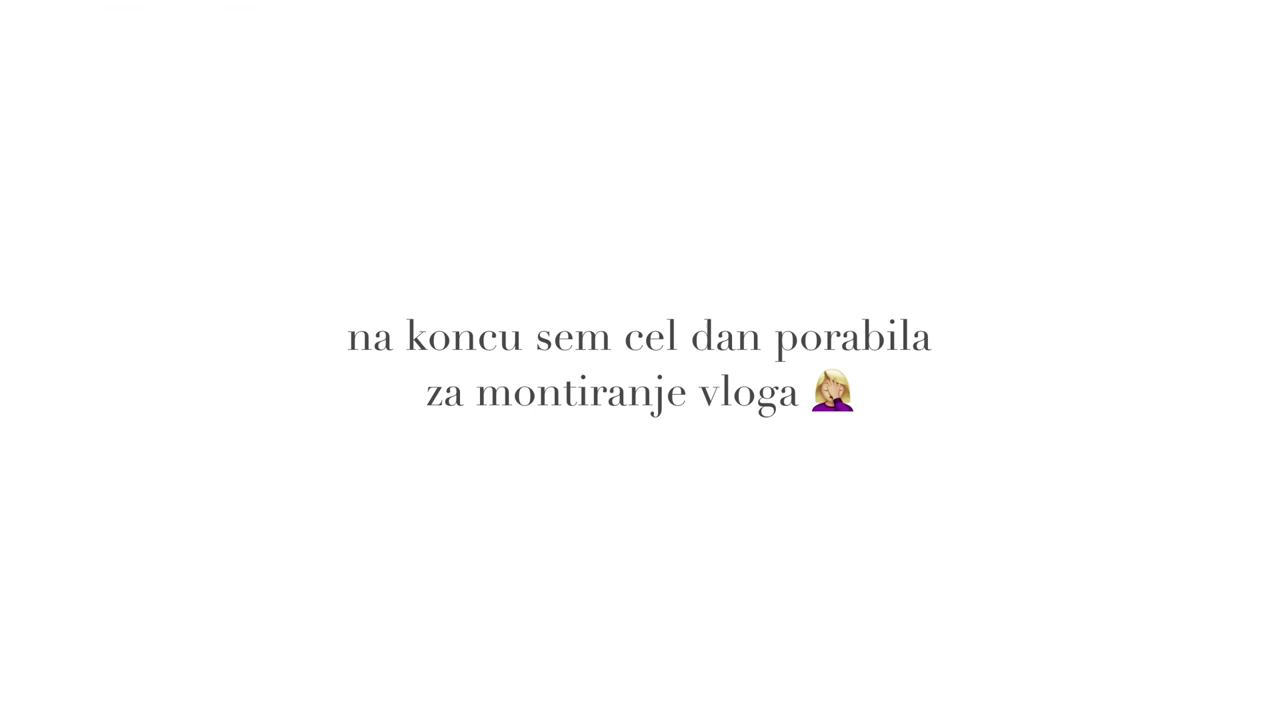 na koncu sem cel dan porabila
za montiranje vloga 🤦🏼‍♀️